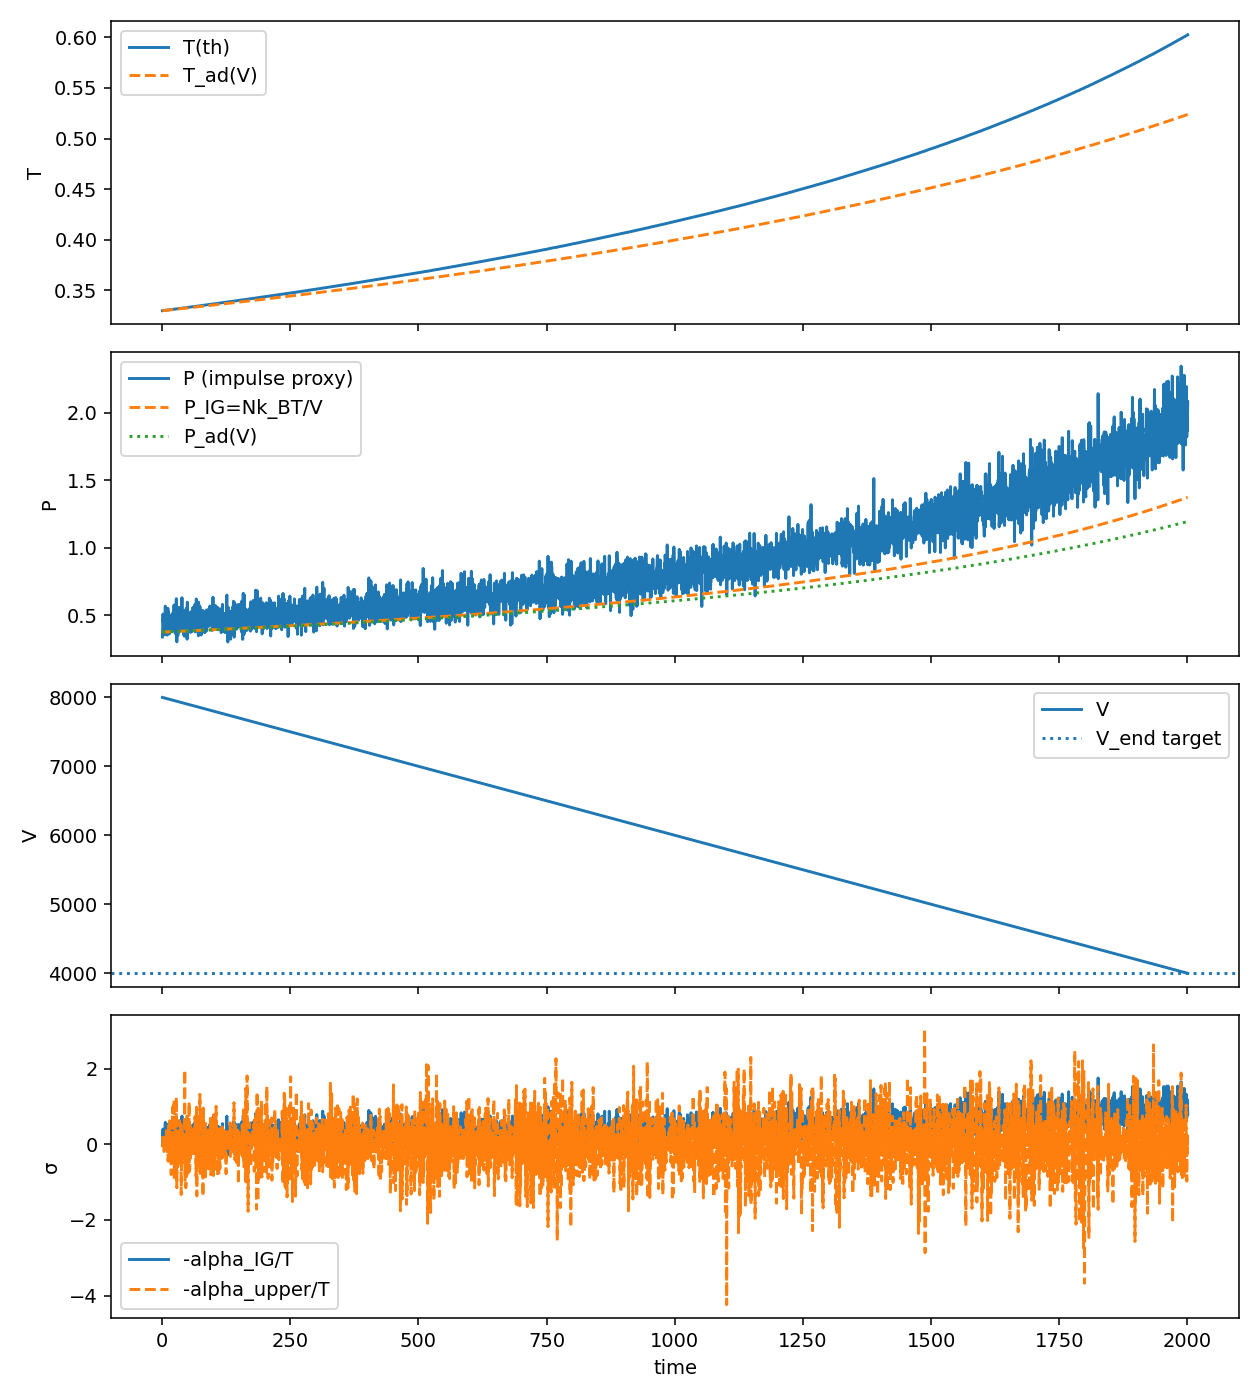 T(th)
T_ad(V)
0.60
0.55
0.50
0.45
0.40
0.35
T
P (impulse proxy)
P_IG=Nk_BT/V
P_ad(V)
2.0
1.5
1.0
0.5
P
V
V_end target
8000
7000
6000
5000
4000
V
2
0
−2
−4
σ
-alpha_IG/T
-alpha_upper/T
0 250 500 750 1000 1250 1500 1750 2000
time